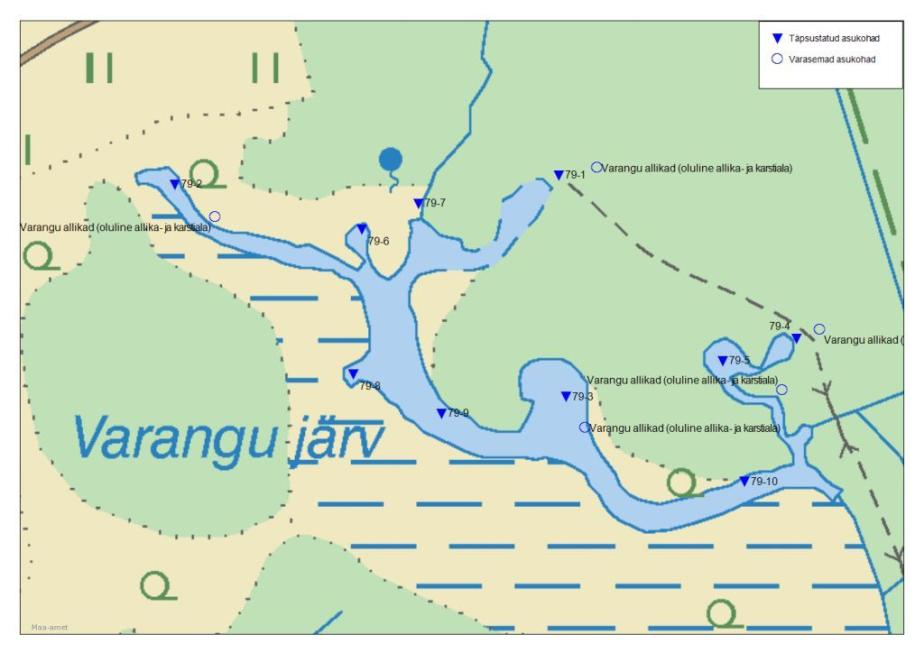 Täpsustatud asukohad
Varasemad asukohad
79-1
Varangu allikad (oluline allika- ja karstiala)
79-2
79-7
Varangu allikad (oluline allika- ja karstiala)
79-6
79-4
Varangu allikad (
79-5
79-8
Varangu allikad (oluline allika- ja karstiala)
79-3
79-9
Varangu allikad (oluline allika- ja karstiala)
Varangu järv
79-10
Maa-amet